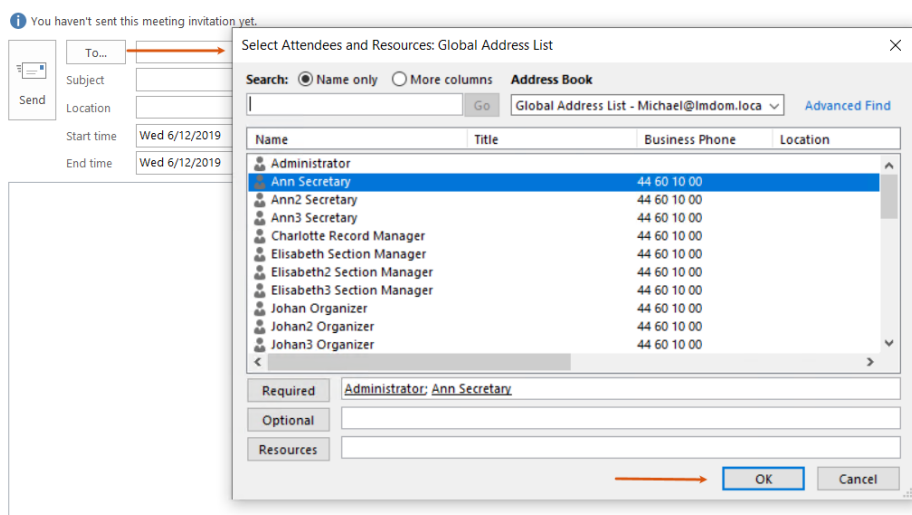 You haven't sent this meeting invitation yet.
To...
Send
Subject
Location
Start time Wed 6/12/2019
End time Wed 6/12/2019
Select Attendees and Resources: Global Address List
Search: Name only More columns Address Book
Go Global Address List - Michael@lmdom.loca Advanced Find
Name Title Business Phone Location
Administrator
Ann Secretary 44 60 10 00
Ann2 Secretary 44 60 10 00
Ann3 Secretary 44 60 10 00
Charlotte Record Manager 44 60 10 00
Elisabeth Section Manager 44 60 10 00
Elisabeth2 Section Manager 44 60 10 00
Elisabeth3 Section Manager 44 60 10 00
Johan Organizer 44 60 10 00
Johan2 Organizer 44 60 10 00
Johan3 Organizer 44 60 10 00
Required Administrator; Ann Secretary
Optional
Resources
OK Cancel